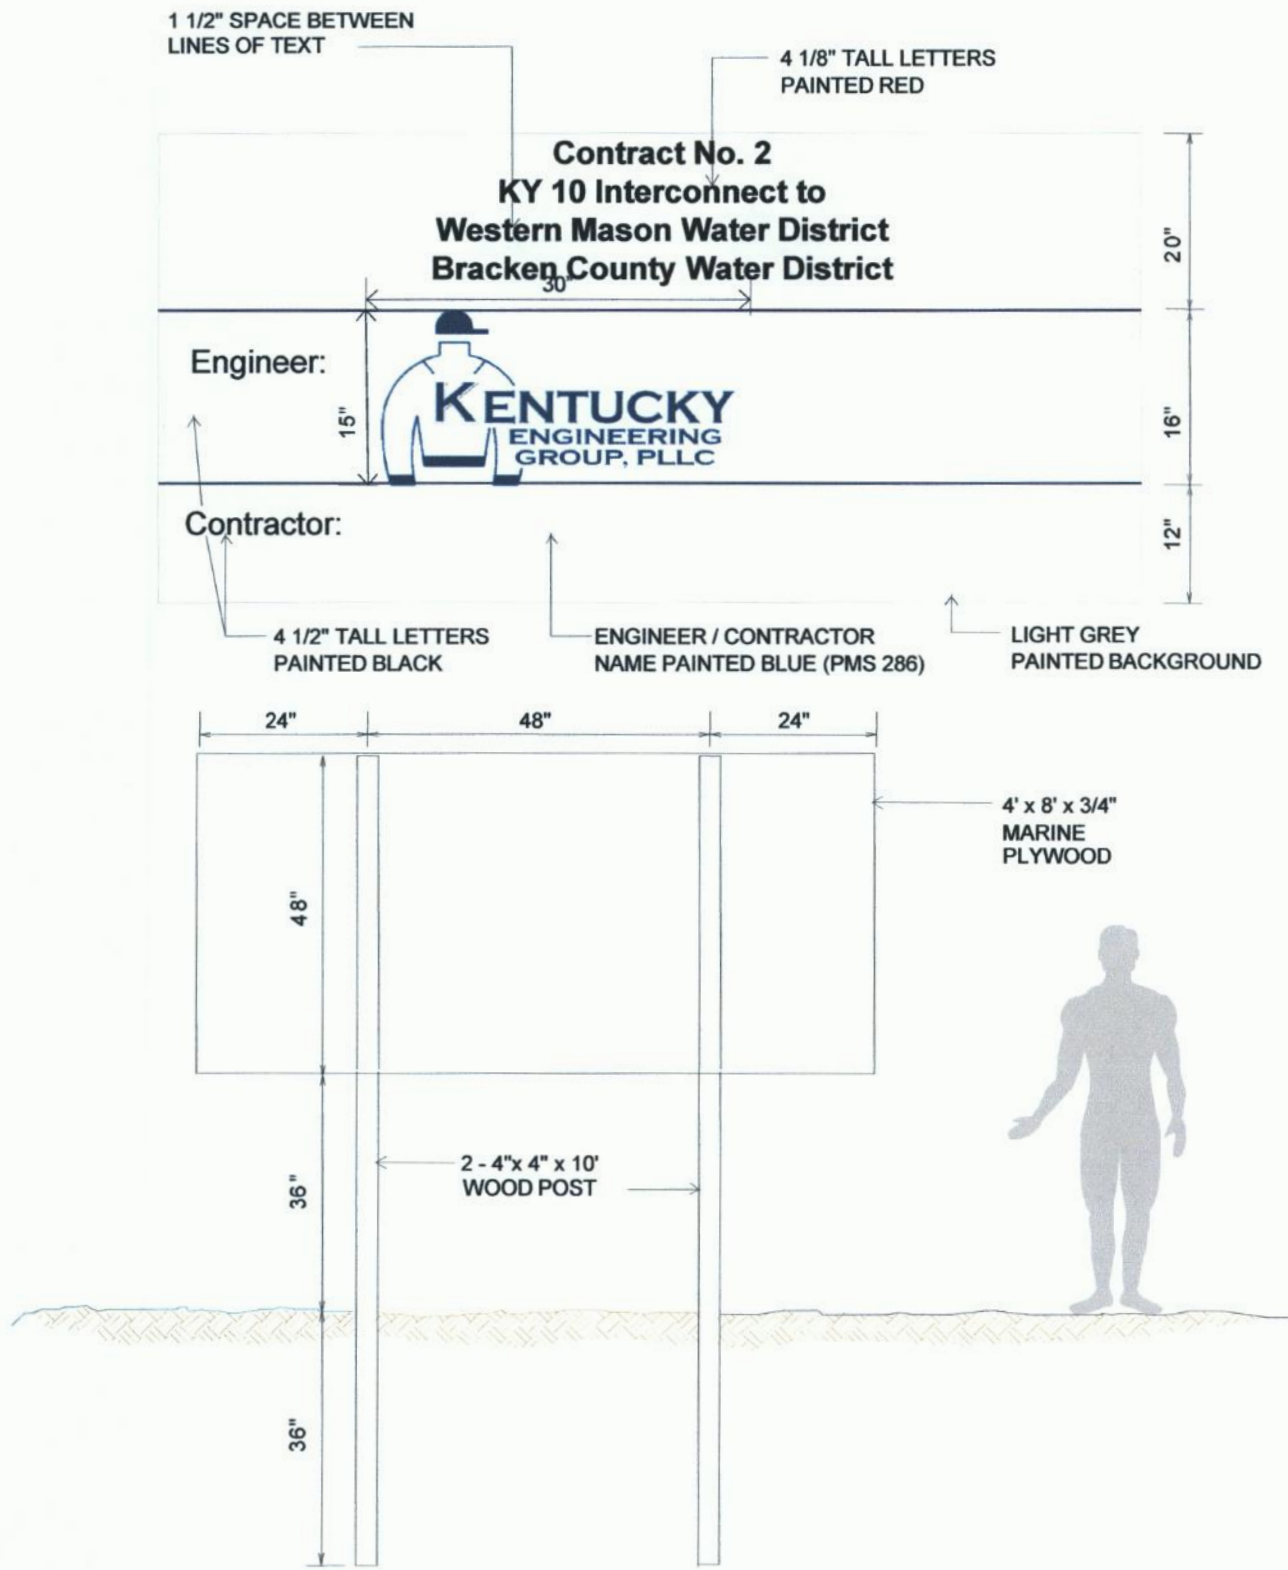 1 1/2" SPACE BETWEEN
LINES OF TEXT
4 1/8" TALL LETTERS
PAINTED RED
Contract No. 2
KY 10 Interconnect to
Western Mason Water District
Bracken County Water District
30"
20"
Engineer:
15"
KENTUCKY
ENGINEERING
GROUP, PLLC
16"
Contractor:
12"
4 1/2" TALL LETTERS
PAINTED BLACK
ENGINEER / CONTRACTOR
NAME PAINTED BLUE (PMS 286)
LIGHT GREY
PAINTED BACKGROUND
24"
48"
24"
4' x 8' x 3/4"
MARINE
PLYWOOD
48"
2 - 4"x 4" x 10'
WOOD POST
36"
36"